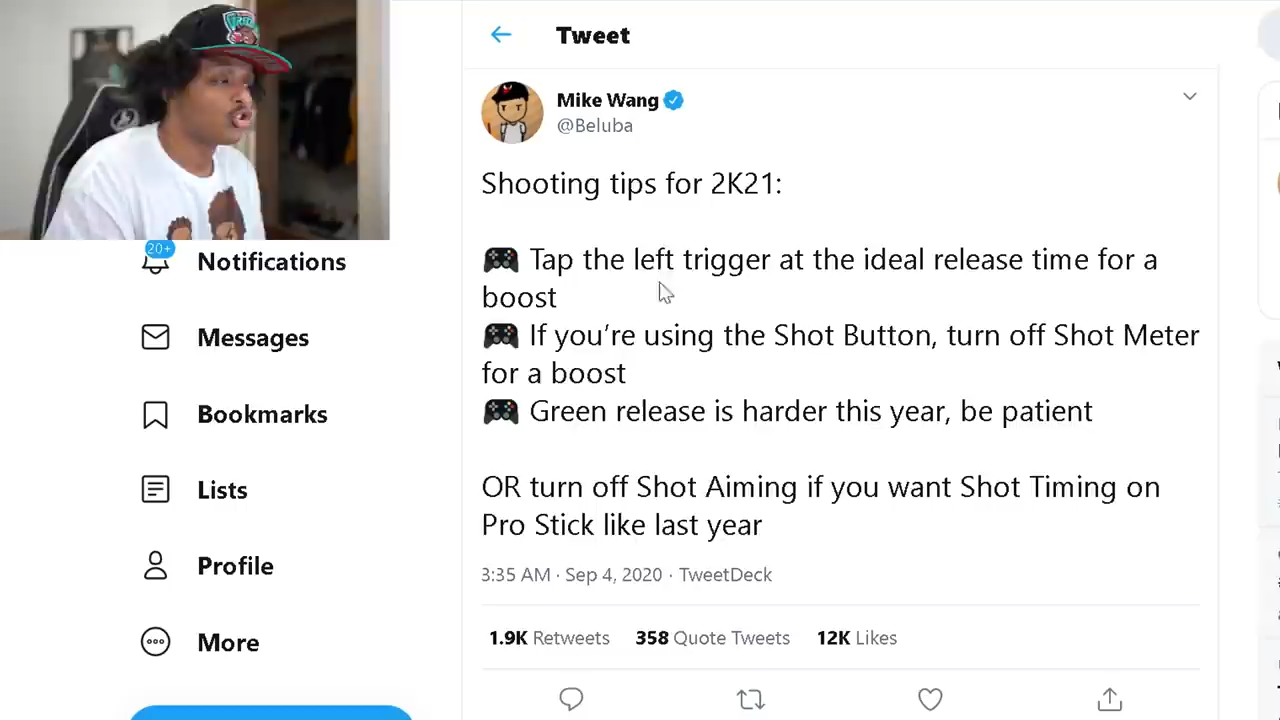 Tweet
Mike Wang
@Beluba
Shooting tips for 2K21:
Tap the left trigger at the ideal release time for a
boost
If you’re using the Shot Button, turn off Shot Meter
for a boost
Green release is harder this year, be patient
OR turn off Shot Aiming if you want Shot Timing on
Pro Stick like last year
3:35 AM · Sep 4, 2020 · TweetDeck
1.9K Retweets 358 Quote Tweets 12K Likes
20+
Notifications
Messages
Bookmarks
Lists
Profile
More